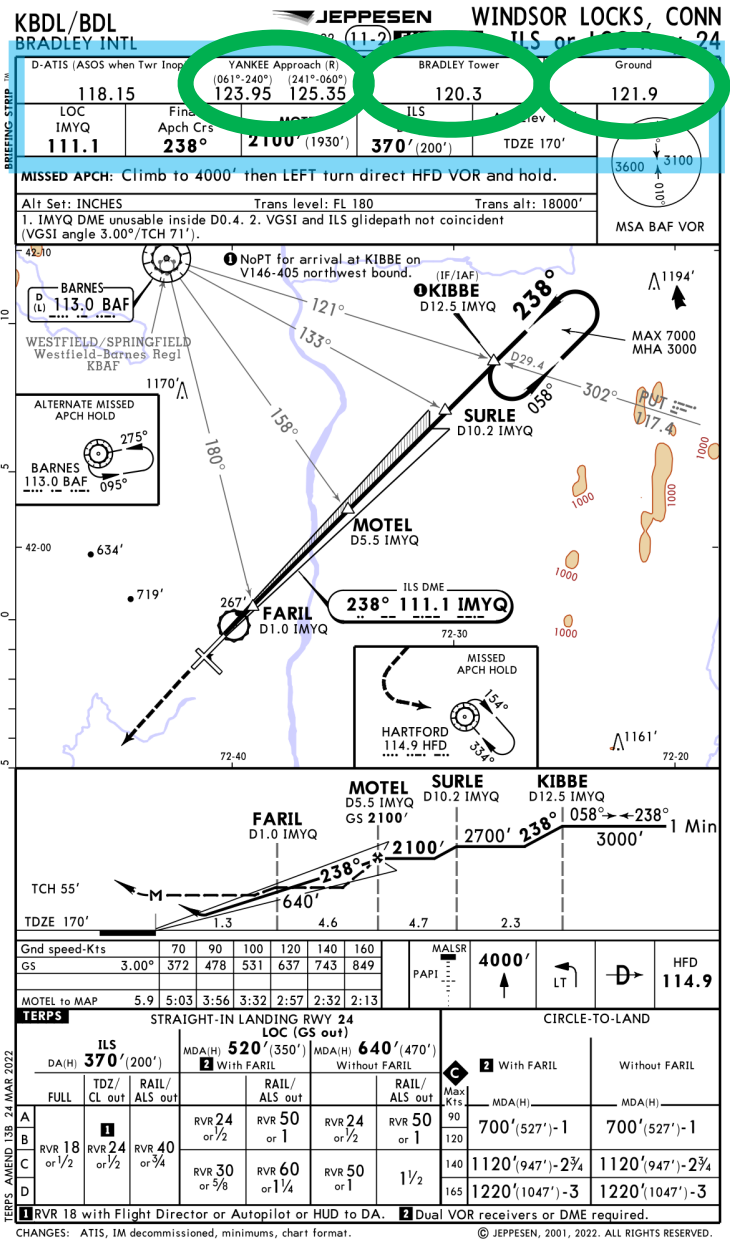 KBDL/BDL
BRADLEY INTL
JEPPESEN
11-2
WINDSOR LOCKS, CONN
ILS or LOC Rwy 24
BRIEFING STRIP TM
D-ATIS (ASOS when Twr Inop)
118.15
YANKEE Approach (R)
(061°-240°) (241°-060°)
123.95 125.35
BRADLEY Tower
120.3
Ground
121.9
LOC
IMYQ
111.1
Final
Apch Crs
238°
MOTEL
2100' (1930')
ILS
370' (200')
TDZE 170'
3600
3100
010°
MSA BAF VOR
MISSED APCH: Climb to 4000' then LEFT turn direct HFD VOR and hold.
Alt Set: INCHES Trans level: FL 180 Trans alt: 18000'
1. IMYQ DME unusable inside D0.4. 2. VGSI and ILS glidepath not coincident
(VGSI angle 3.00°/TCH 71').
42-10
1 NoPT for arrival at KIBBE on
V146-405 northwest bound.
BARNES
D
(L) 113.0 BAF
WESTFIELD/SPRINGFIELD
Westfield-Barnes Regl
KBAF
1170'
(IF/IAF)
1 KIBBE
D12.5 IMYQ
238°
1194'
MAX 7000
MHA 3000
121°
133°
158°
180°
D29.4
302°
058°
PUT
117.4
SURLE
D10.2 IMYQ
ALTERNATE MISSED
APCH HOLD
275°
BARNES
113.0 BAF
095°
10
5
0
5
1000
1000
1000
1000
1000
MOTEL
D5.5 IMYQ
42-00
634'
719'
267'
FARIL
D1.0 IMYQ
ILS DME
238° 111.1 IMYQ
72-30
MISSED
APCH HOLD
154°
HARTFORD
114.9 HFD
334°
1161'
72-40
72-20
FARIL
D1.0 IMYQ
MOTEL
D5.5 IMYQ
GS 2100'
SURLE
D10.2 IMYQ
KIBBE
D12.5 IMYQ
058° 238°
1 Min
3000'
238°
2700'
2100'
238°
640'
TCH 55'
M
TDZE 170'
1.3 4.6 4.7 2.3
Gnd speed-Kts 70 90 100 120 140 160
GS 3.00° 372 478 531 637 743 849
MOTEL to MAP 5.9 5:03 3:56 3:32 2:57 2:32 2:13
MALSR
PAPI
4000'
LT
D
HFD
114.9
TERPS
STRAIGHT-IN LANDING RWY 24
CIRCLE-TO-LAND
ILS
DA(H) 370' (200')
LOC (GS out)
MDA(H) 520' (350')
2 With FARIL
MDA(H) 640' (470')
Without FARIL
2 With FARIL
Without FARIL
FULL
TDZ/
CL out
RAIL/
ALS out
RAIL/
ALS out
RAIL/
ALS out
C
Max
Kts
MDA(H) MDA(H)
A
B
C
D
RVR 18
or 1/2
1
RVR 24
or 1/2
RVR 40
or 3/4
RVR 24
or 1/2
RVR 50
or 1
RVR 24
or 1/2
RVR 50
or 1
RVR 30
or 5/8
RVR 60
or 1 1/4
RVR 50
or 1
1 1/2
90
120
700' (527')-1 700' (527')-1
140 1120' (947')-2 3/4 1120' (947')-2 3/4
165 1220' (1047')-3 1220' (1047')-3
1 RVR 18 with Flight Director or Autopilot or HUD to DA. 2 Dual VOR receivers or DME required.
TERPS AMEND 13B 24 MAR 2022
CHANGES: ATIS, IM decommissioned, minimums, chart format.
© JEPPESEN, 2001, 2022. ALL RIGHTS RESERVED.